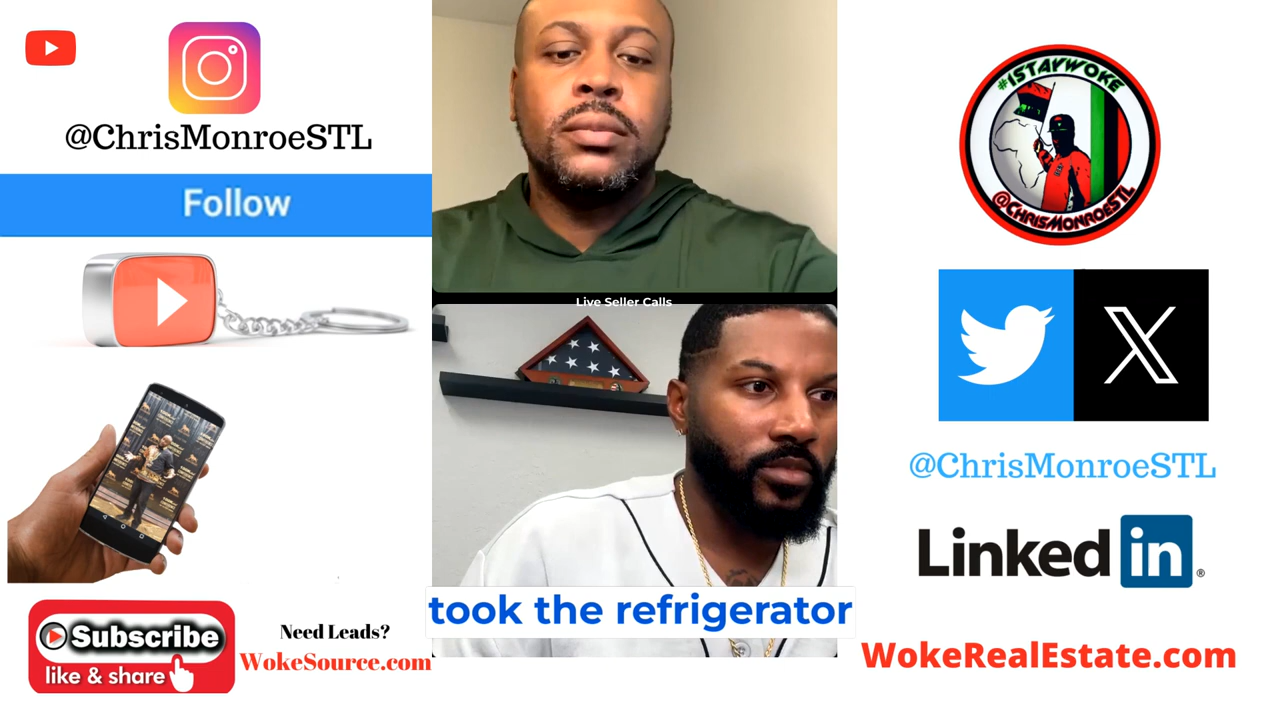 @ChrisMonroeSTL
Follow
Subscribe
like & share
Need Leads?
WokeSource.com
Live Seller Calls
took the refrigerator
#ISTAYWOKE
@CHRISMONROESTL
X
@ChrisMonroeSTL
Linked in®
WokeRealEstate.com